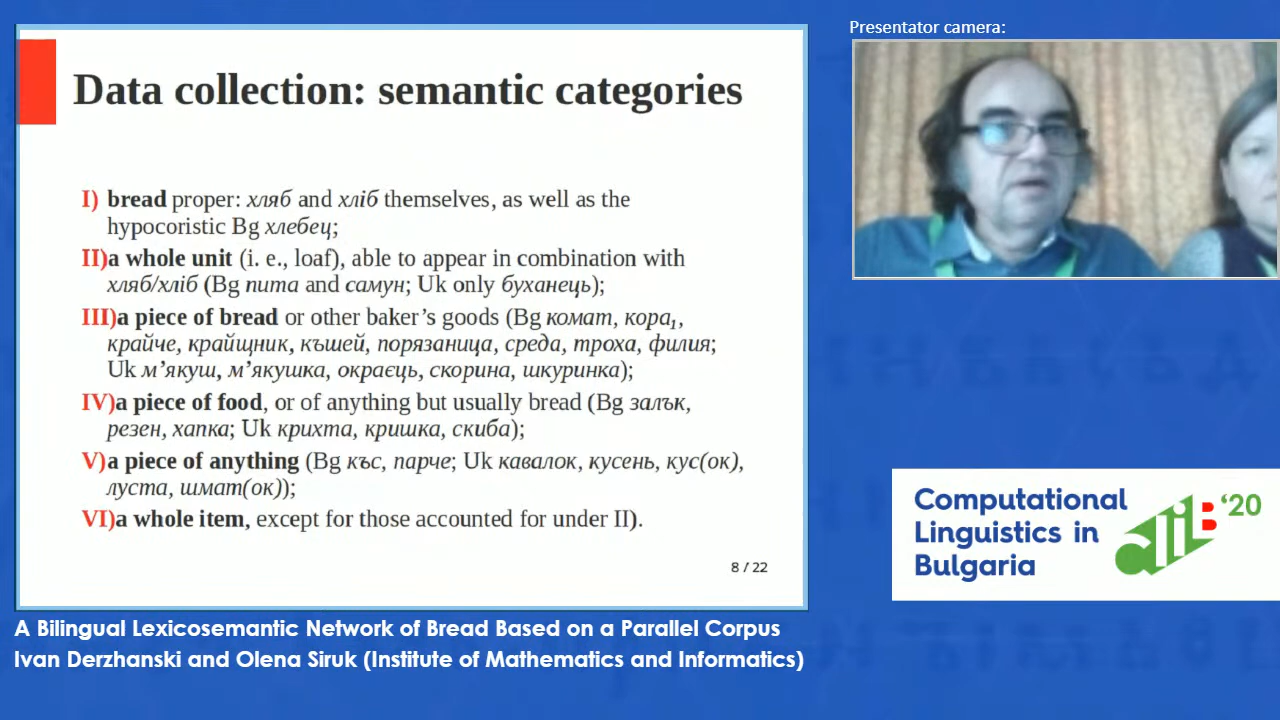 Presentator camera:
Data collection: semantic categories
I) bread proper: хляб and хліб themselves, as well as the
hypocoristic Bg хлебец;
II)a whole unit (i. e., loaf), able to appear in combination with
хляб/хліб (Bg пита and самун; Uk only буханець);
III)a piece of bread or other baker’s goods (Bg комат, кора₁,
крайче, крайщник, къшей, порязаница, среда, троха, филия;
Uk м’якуш, м’якушка, окраєць, скорина, шкуринка);
IV)a piece of food, or of anything but usually bread (Bg залък,
резен, хапка; Uk крихта, кришка, скиба);
V)a piece of anything (Bg къс, парче; Uk кавалок, кусень, кус(ок),
луста, шмат(ок));
VI)a whole item, except for those accounted for under II).
8 / 22
Computational
Linguistics in
Bulgaria
clib ‘20
A Bilingual Lexicosemantic Network of Bread Based on a Parallel Corpus
Ivan Derzhanski and Olena Siruk (Institute of Mathematics and Informatics)